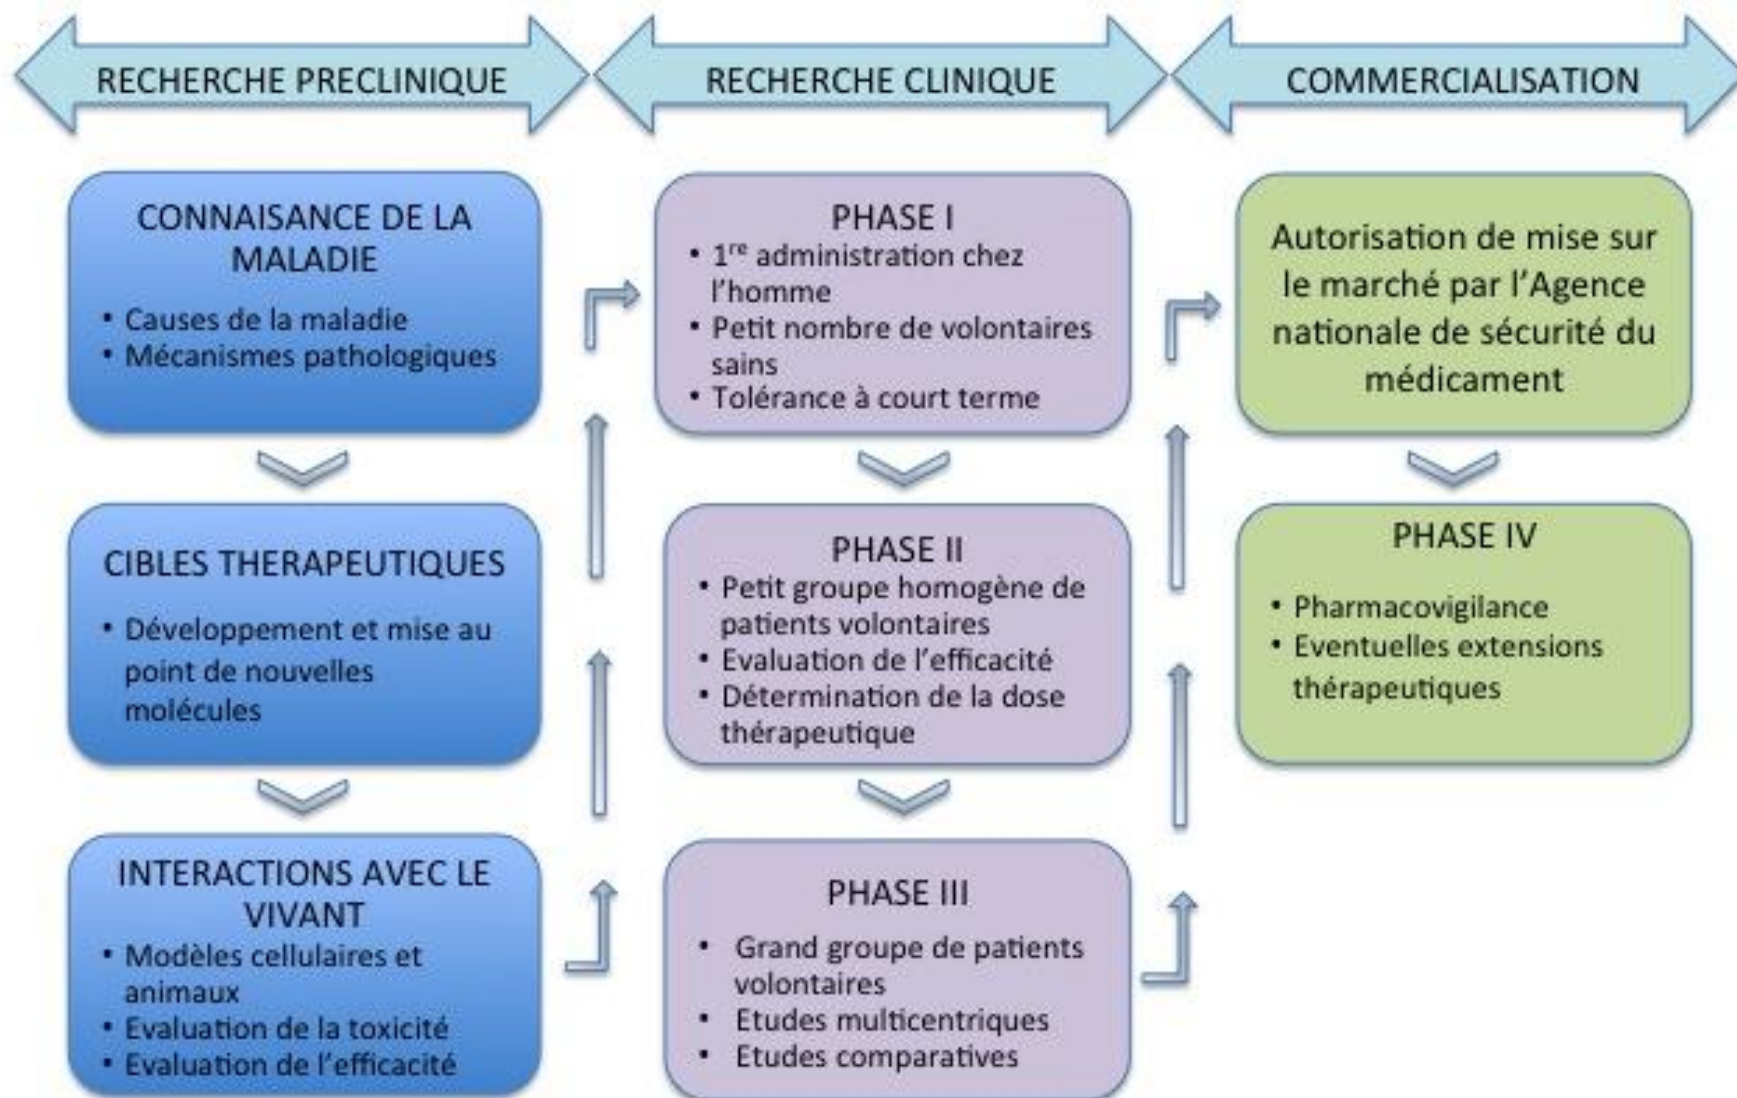 RECHERCHE PRECLINIQUE
RECHERCHE CLINIQUE
COMMERCIALISATION
CONNAISANCE DE LA
MALADIE
• Causes de la maladie
• Mécanismes pathologiques
CIBLES THERAPEUTIQUES
• Développement et mise au
point de nouvelles
molécules
INTERACTIONS AVEC LE
VIVANT
• Modèles cellulaires et
animaux
• Evaluation de la toxicité
• Evaluation de l'efficacité
PHASE I
• 1re administration chez
l'homme
• Petit nombre de volontaires
sains
• Tolérance à court terme
PHASE II
• Petit groupe homogène de
patients volontaires
• Evaluation de l'efficacité
• Détermination de la dose
thérapeutique
PHASE III
• Grand groupe de patients
volontaires
• Etudes multicentriques
• Etudes comparatives
Autorisation de mise sur
le marché par l'Agence
nationale de sécurité du
médicament
PHASE IV
• Pharmacovigilance
• Eventuelles extensions
thérapeutiques